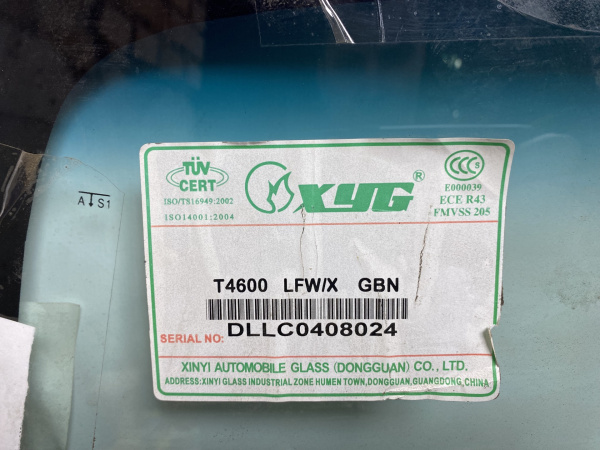 TÜV
CERT
ISO/TS16949:2002
ISO14001:2004
XYG®
CCC S
E000039
ECE R43
FMVSS 205
A S1
T4600 LFW/X GBN
DLLC0408024
SERIAL NO:
XINYI AUTOMOBILE GLASS (DONGGUAN) CO., LTD.
ADDRESS:XINYI GLASS INDUSTRIAL ZONE HUMEN TOWN,DONGGUAN,GUANGDONG,CHINA